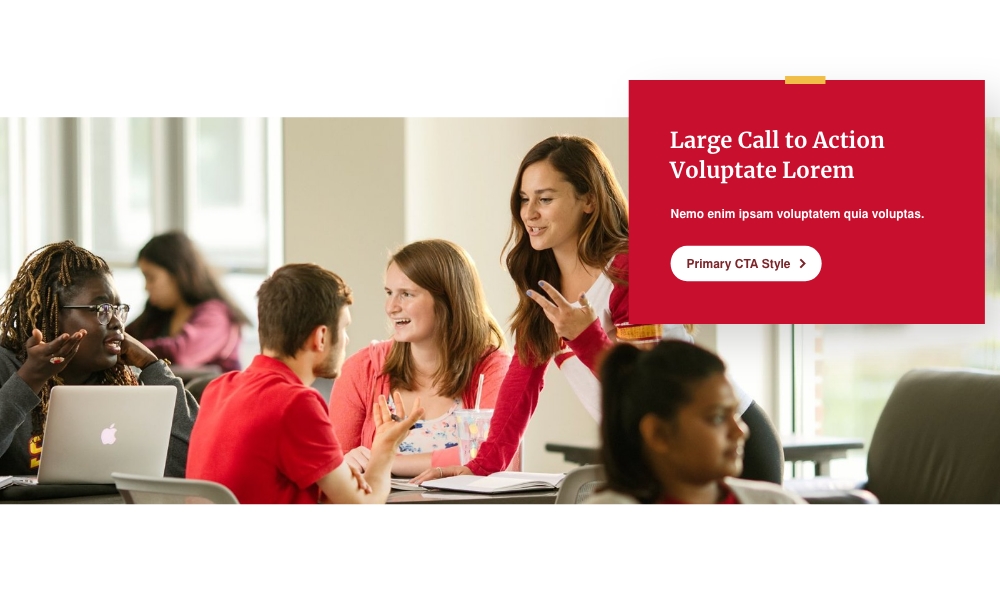 Large Call to Action
Voluptate Lorem
Nemo enim ipsam voluptatem quia voluptas.
Primary CTA Style